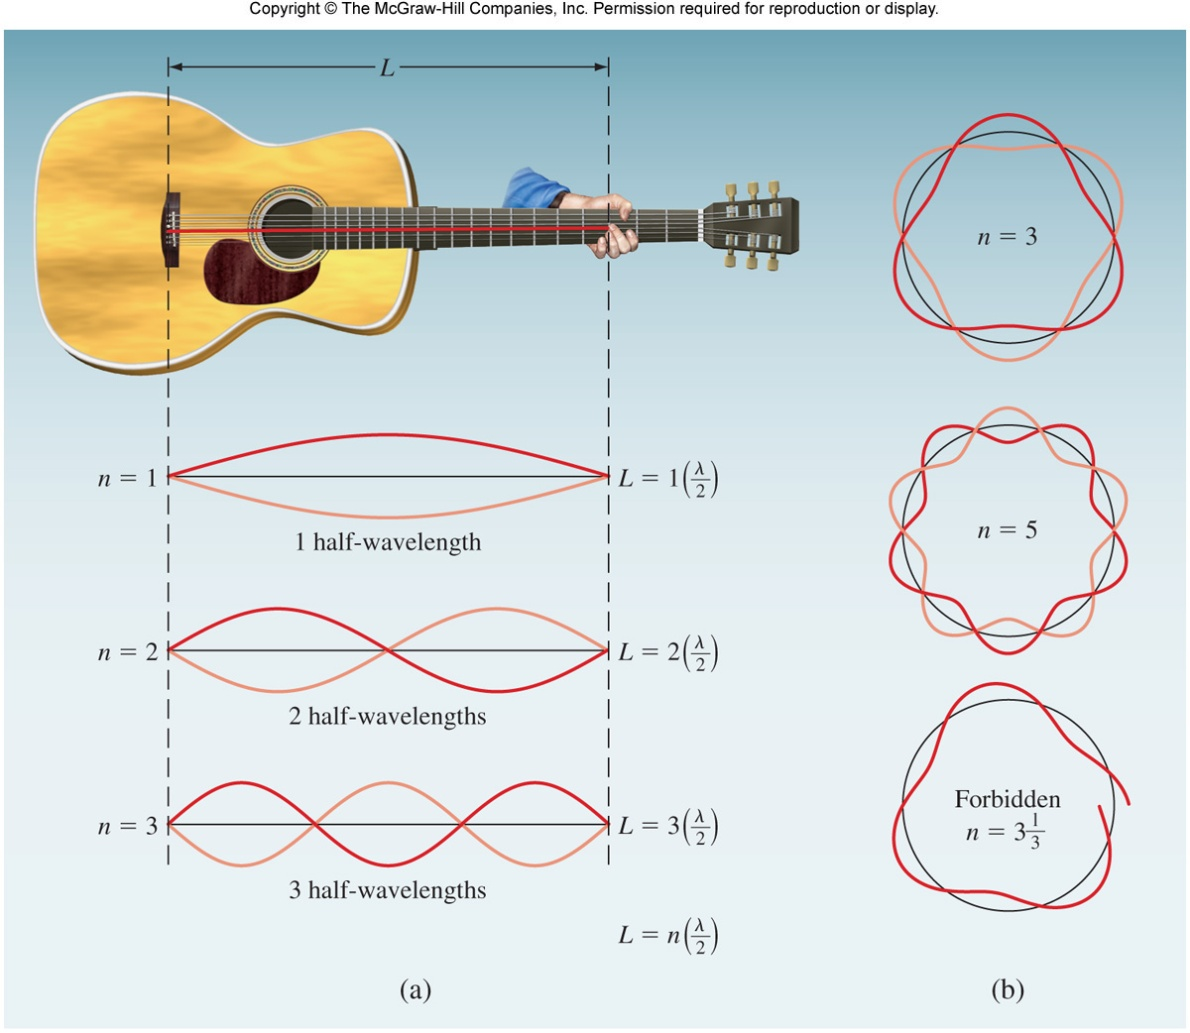 Copyright © The McGraw-Hill Companies, Inc. Permission required for reproduction or display.
L
n = 3
n = 1
L = 1(λ/2)
1 half-wavelength
n = 5
n = 2
L = 2(λ/2)
2 half-wavelengths
Forbidden
n = 3 1/3
n = 3
L = 3(λ/2)
3 half-wavelengths
L = n(λ/2)
(a)
(b)